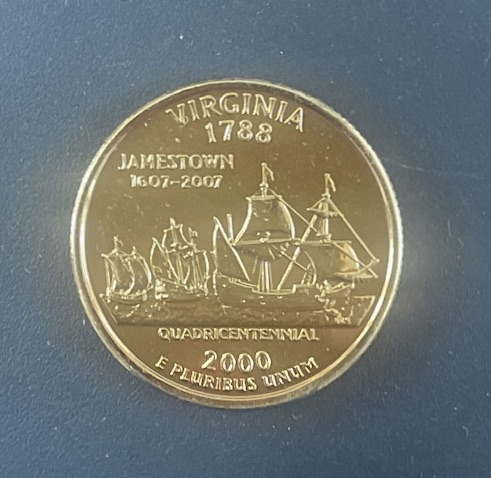 VIRGINIA
1788
JAMESTOWN
1607-2007
QUADRICENTENNIAL
2000
E PLURIBUS UNUM